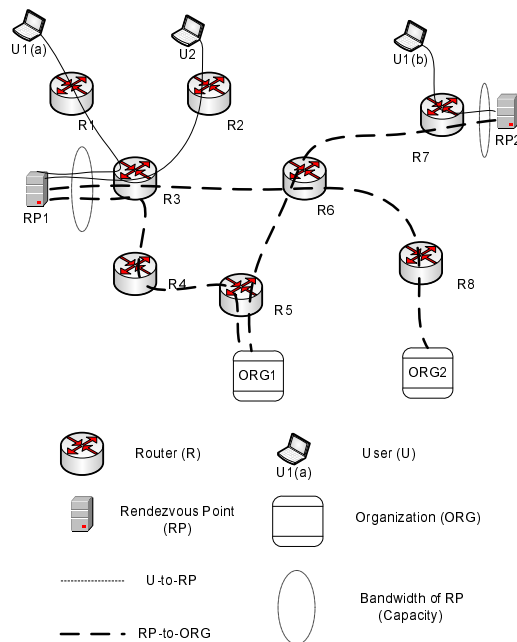 U1(a)
U2
U1(b)
R1
R2
R7
RP2
RP1
R3
R6
R4
R5
R8
ORG1
ORG2
Router (R)
U1(a)
User (U)
Rendezvous Point
(RP)
Organization (ORG)
U-to-RP
Bandwidth of RP
(Capacity)
RP-to-ORG